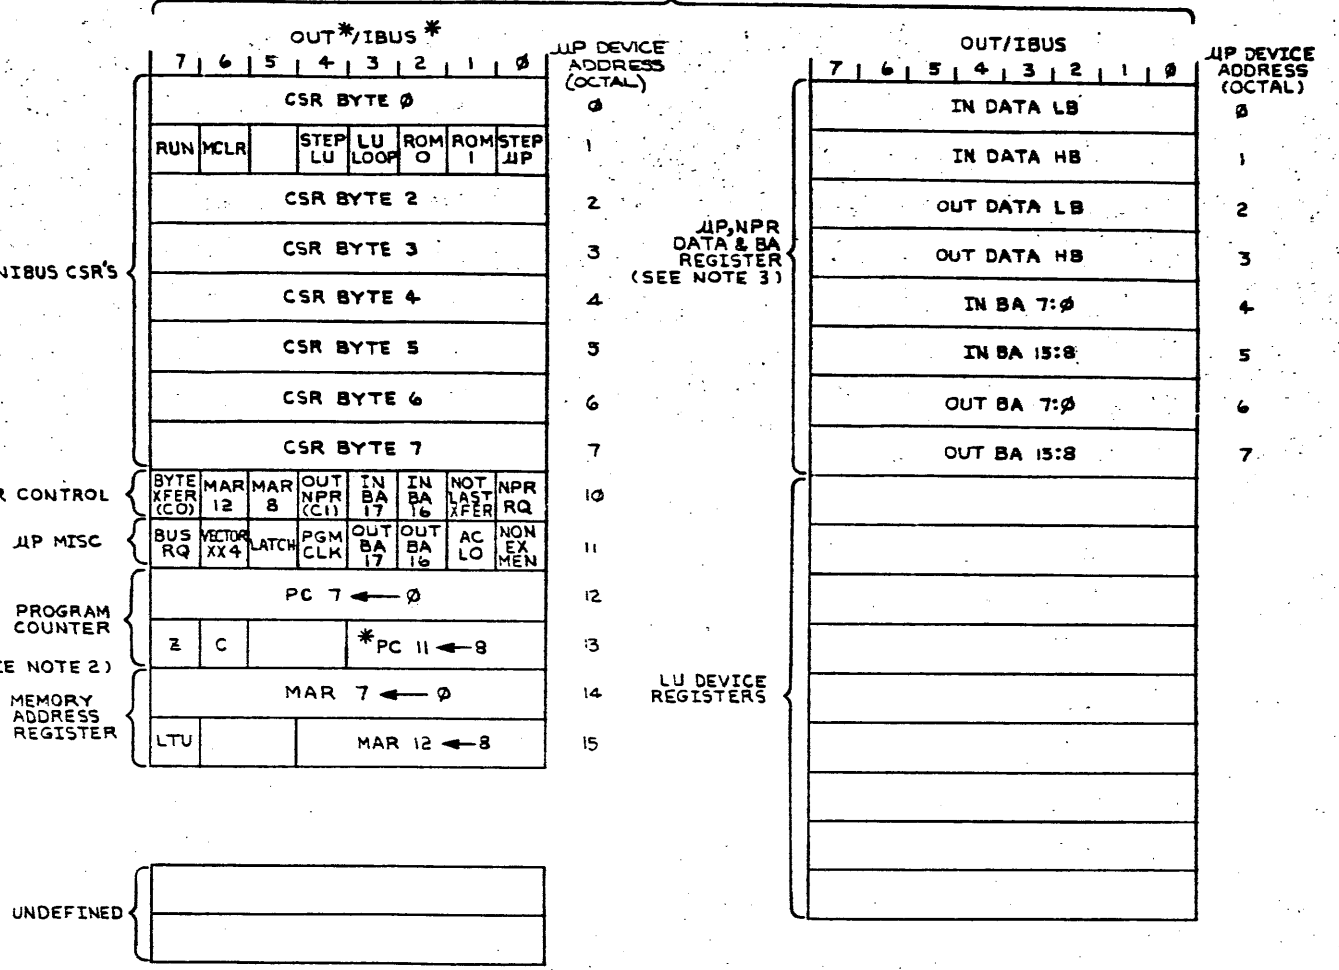 OUT*/IBUS*
7 6 5 4 3 2 1 Ø
µP DEVICE
ADDRESS
(OCTAL)
CSR BYTE Ø
Ø
RUN MCLR STEP LU LU LOOP ROM O ROM 1 STEP µP
1
CSR BYTE 2
2
CSR BYTE 3
3
NIBUS CSR'S
CSR BYTE 4
4
CSR BYTE 5
5
CSR BYTE 6
6
CSR BYTE 7
7
R CONTROL
BYTE XFER (CO) MAR 12 MAR 8 OUT NPR (C1) IN BA 17 IN BA 16 NOT LAST XFER NPR RQ
1Ø
µP MISC
BUS RQ VECTOR XX4 LATCH PGM CLK OUT BA 17 OUT BA 16 AC LO NON EX MEN
11
PROGRAM
COUNTER
PC 7 ← Ø
12
Z C *PC 11 ← 8
13
EE NOTE 2)
MEMORY
ADDRESS
REGISTER
MAR 7 ← Ø
14
LTU MAR 12 ← 8
15
UNDEFINED
OUT/IBUS
7 6 5 4 3 2 1 Ø
µP DEVICE
ADDRESS
(OCTAL)
µP,NPR
DATA & BA
REGISTER
(SEE NOTE 3)
IN DATA LB
Ø
IN DATA HB
1
OUT DATA LB
2
OUT DATA HB
3
IN BA 7:Ø
4
IN BA 15:8
5
OUT BA 7:Ø
6
OUT BA 15:8
7
LU DEVICE
REGISTERS